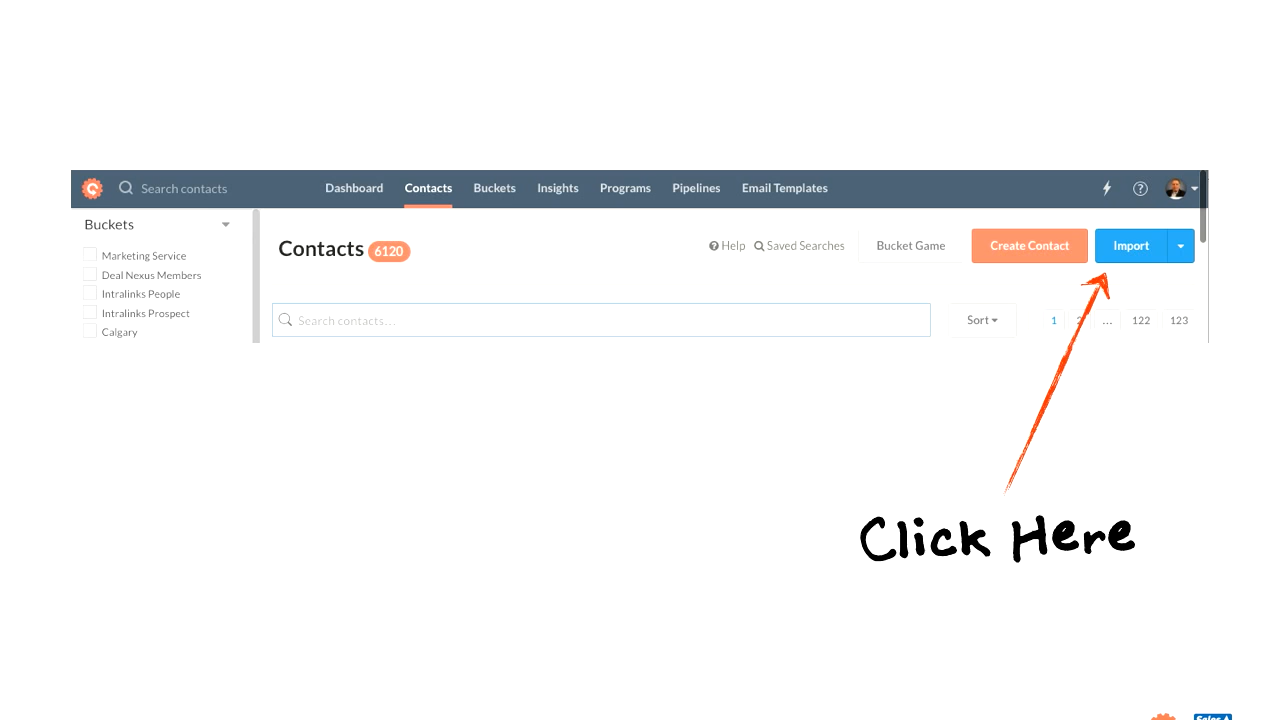 Search contacts Dashboard Contacts Buckets Insights Programs Pipelines Email Templates
Buckets
Contacts 6120 Help Saved Searches Bucket Game Create Contact Import
Marketing Service
Deal Nexus Members
Intralinks People
Intralinks Prospect
Calgary
Search contacts... Sort 1 2 ... 122 123
Click Here